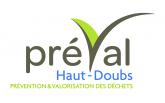 préval
Haut-Doubs
PRÉVENTION & VALORISATION DES DÉCHETS